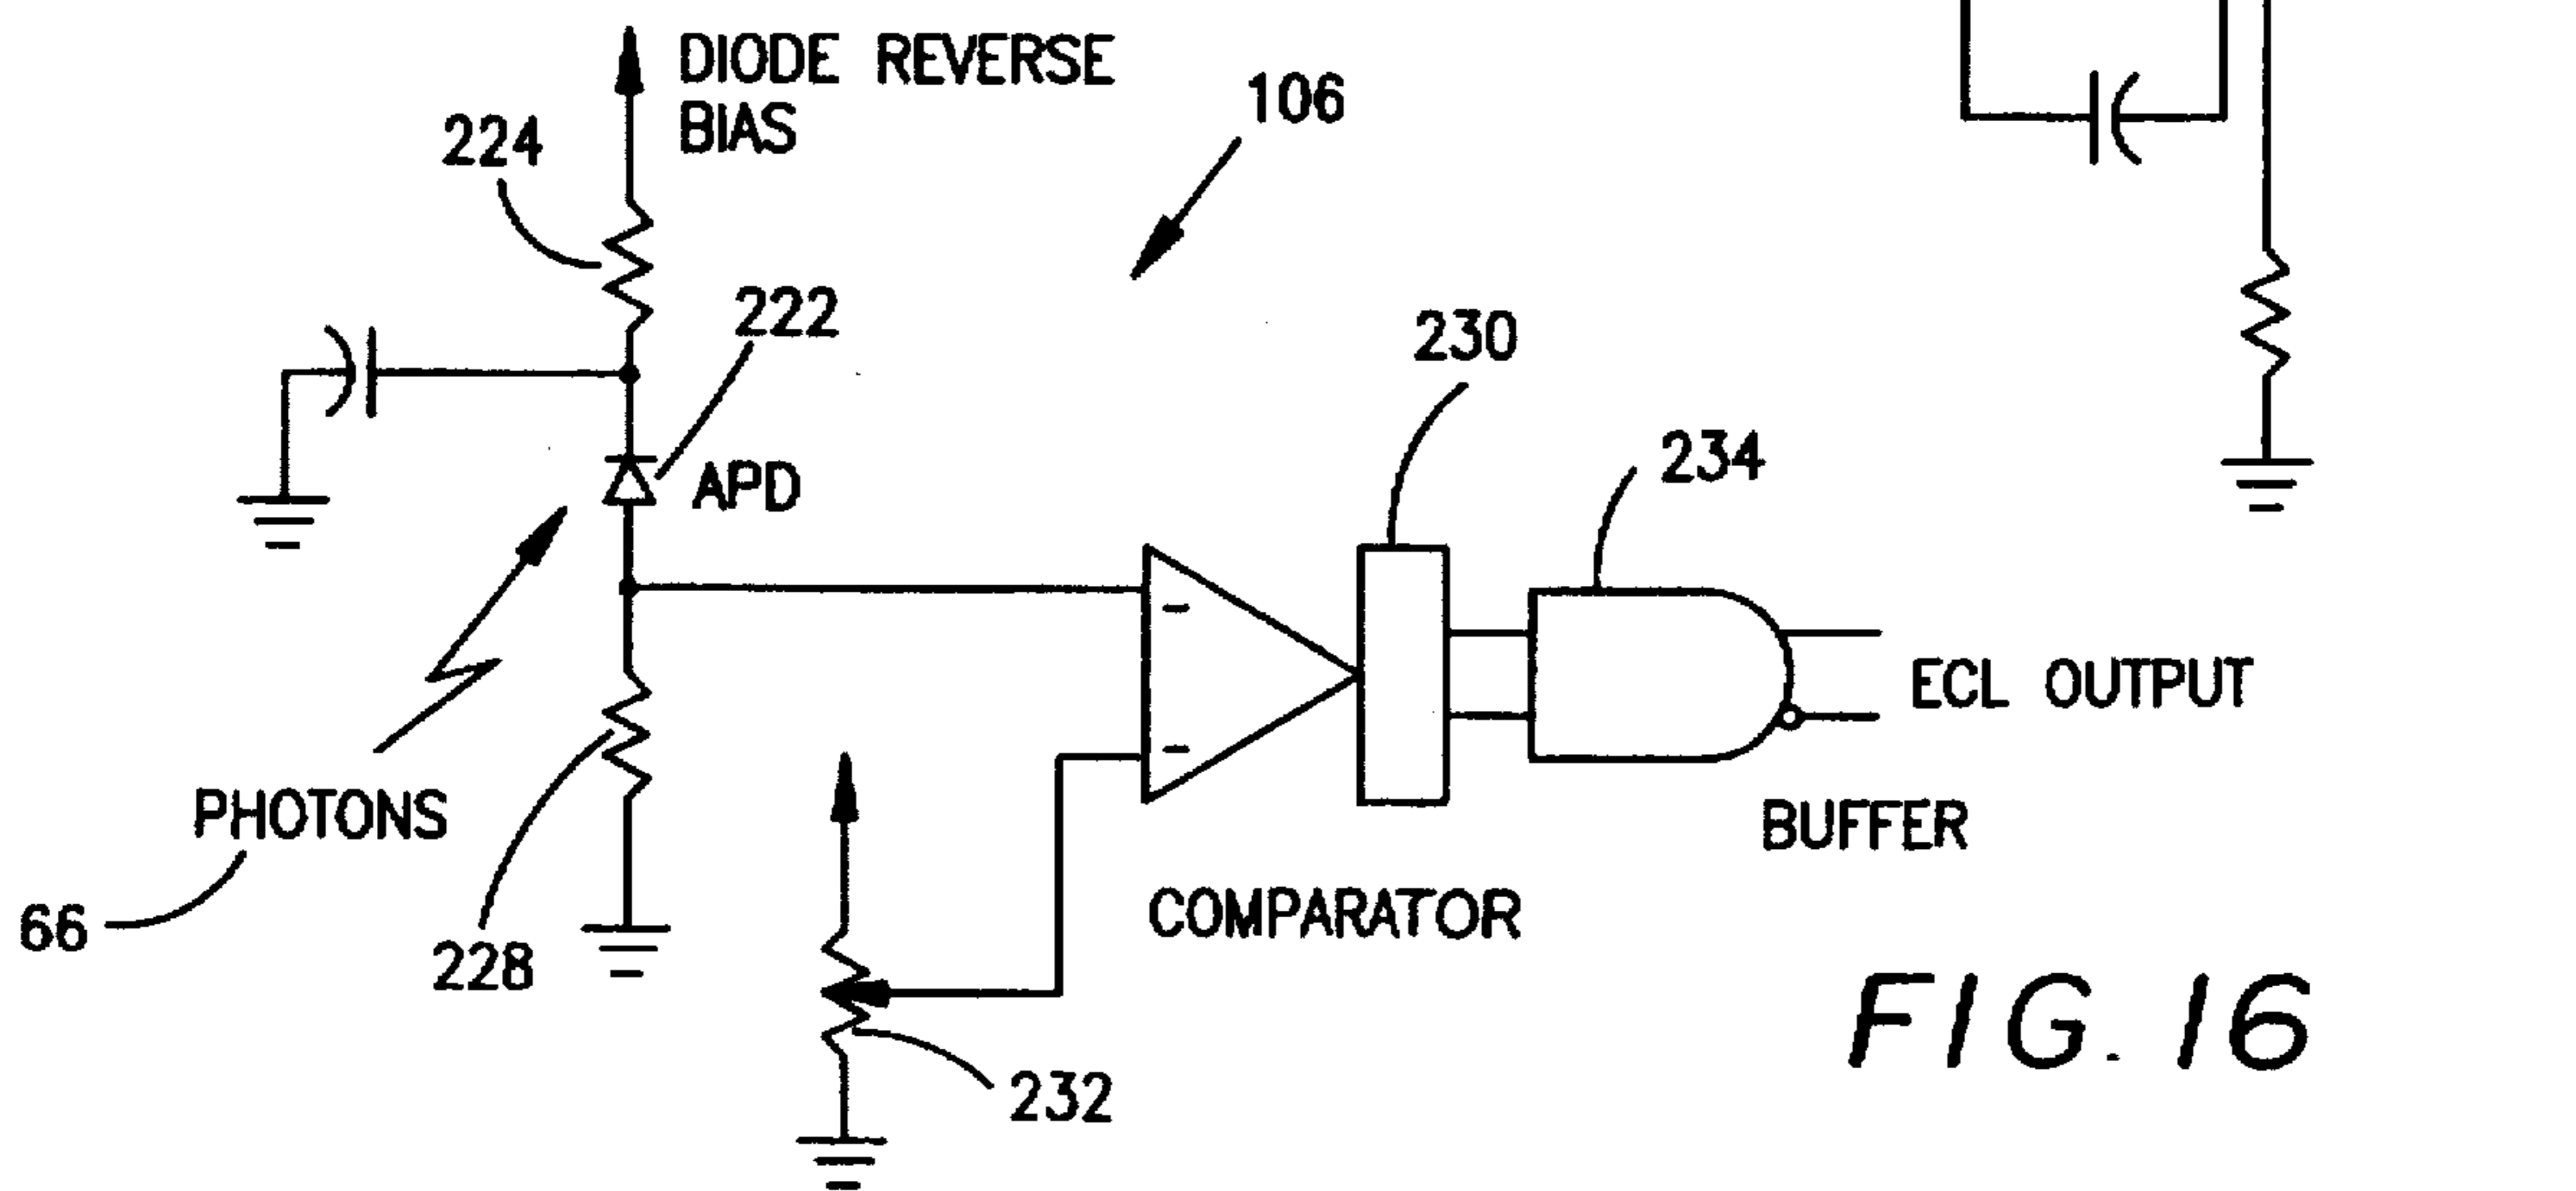 DIODE REVERSE
BIAS
106
224
222
230
234
APD
ECL OUTPUT
PHOTONS
BUFFER
66
228
COMPARATOR
232
FIG. 16